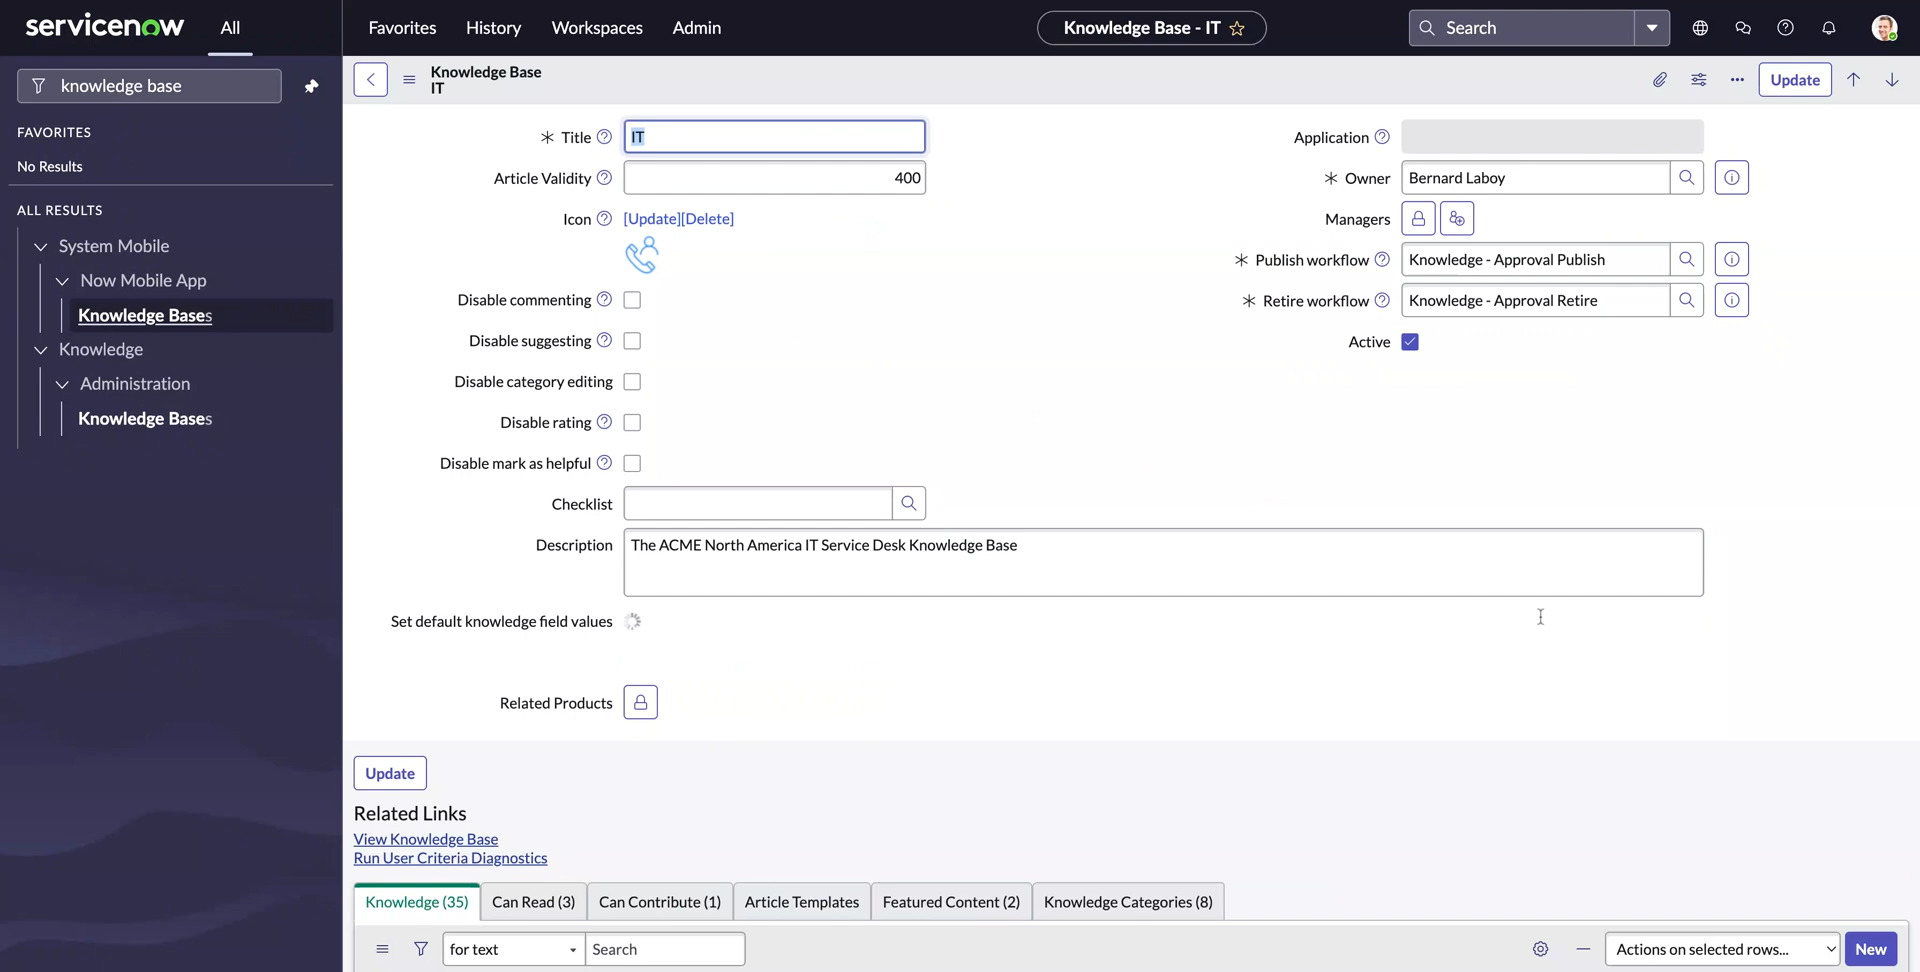 servicenow
All
Favorites
History
Workspaces
Admin
Knowledge Base - IT
Search
knowledge base
FAVORITES
No Results
ALL RESULTS
System Mobile
Now Mobile App
Knowledge Bases
Knowledge
Administration
Knowledge Bases
Knowledge Base
IT
Update
Title
IT
Article Validity
400
Icon
[Update][Delete]
Disable commenting
Disable suggesting
Disable category editing
Disable rating
Disable mark as helpful
Checklist
Description
The ACME North America IT Service Desk Knowledge Base
Set default knowledge field values
Related Products
Application
Owner
Bernard Laboy
Managers
Publish workflow
Knowledge - Approval Publish
Retire workflow
Knowledge - Approval Retire
Active
Update
Related Links
View Knowledge Base
Run User Criteria Diagnostics
Knowledge (35)
Can Read (3)
Can Contribute (1)
Article Templates
Featured Content (2)
Knowledge Categories (8)
for text
Search
Actions on selected rows...
New